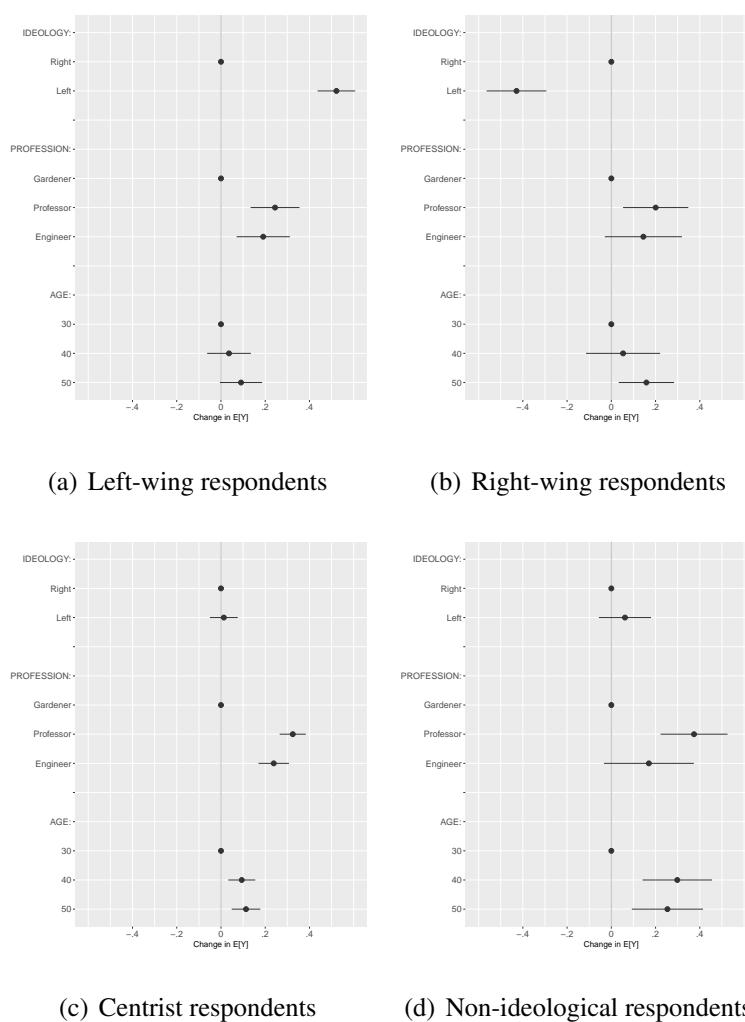 IDEOLOGY:
Right
Left
PROFESSION:
Gardener
Professor
Engineer
AGE:
30
40
50
−.4 −.2 0 .2 .4
Change in E[Y]
(a) Left-wing respondents
IDEOLOGY:
Right
Left
PROFESSION:
Gardener
Professor
Engineer
AGE:
30
40
50
−.4 −.2 0 .2 .4
Change in E[Y]
(b) Right-wing respondents
IDEOLOGY:
Right
Left
PROFESSION:
Gardener
Professor
Engineer
AGE:
30
40
50
−.4 −.2 0 .2 .4
Change in E[Y]
(c) Centrist respondents
IDEOLOGY:
Right
Left
PROFESSION:
Gardener
Professor
Engineer
AGE:
30
40
50
−.4 −.2 0 .2 .4
Change in E[Y]
(d) Non-ideological respondents